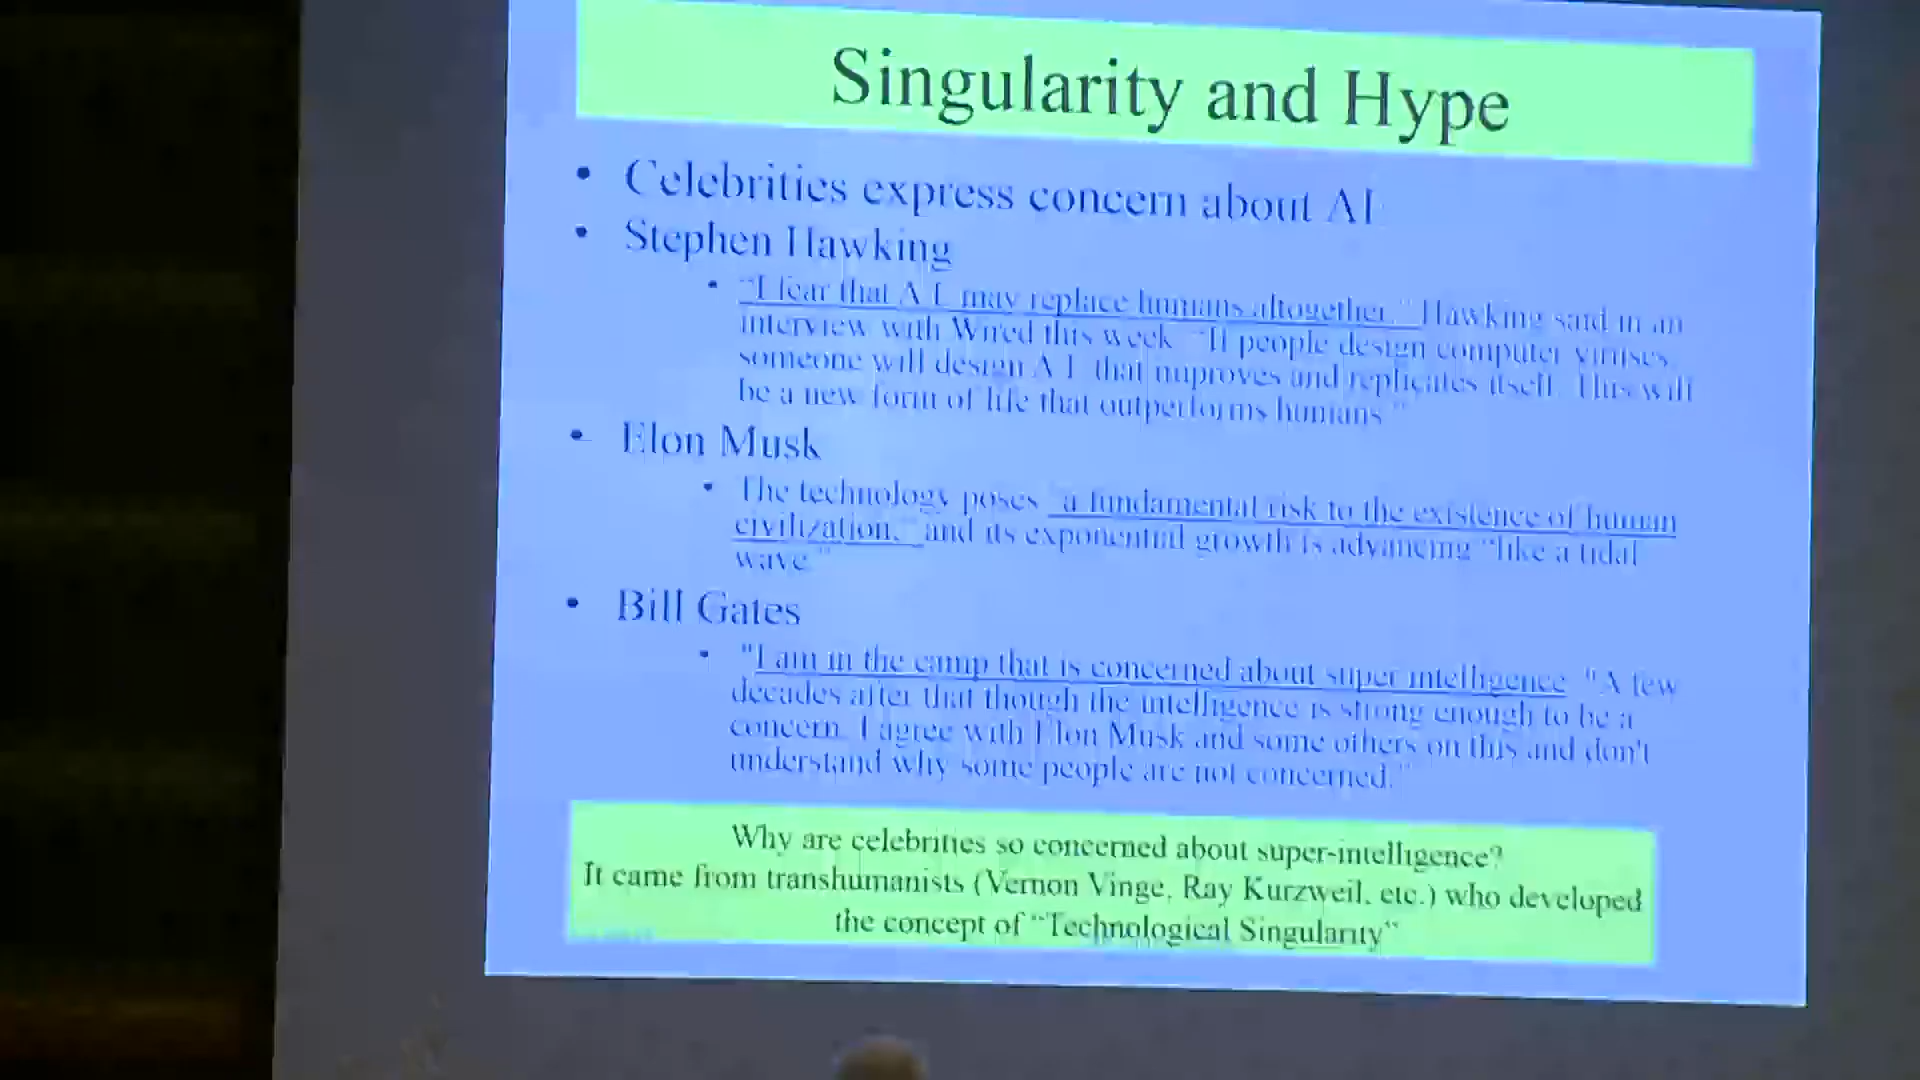 Singularity and Hype
• Celebrities express concern about AI
• Stephen Hawking
• "I fear that A.I. may replace humans altogether." Hawking said in an
interview with Wired this week. "If people design computer viruses,
someone will design A.I. that improves and replicates itself. This will
be a new form of life that outperforms humans."
• Elon Musk
• The technology poses "a fundamental risk to the existence of human
civilization," and its exponential growth is advancing "like a tidal
wave."
• Bill Gates
• "I am in the camp that is concerned about super intelligence. "A few
decades after that though the intelligence is strong enough to be a
concern. I agree with Elon Musk and some others on this and don't
understand why some people are not concerned."
Why are celebrities so concerned about super-intelligence?
It came from transhumanists (Vernon Vinge, Ray Kurzweil, etc.) who developed
the concept of "Technological Singularity"